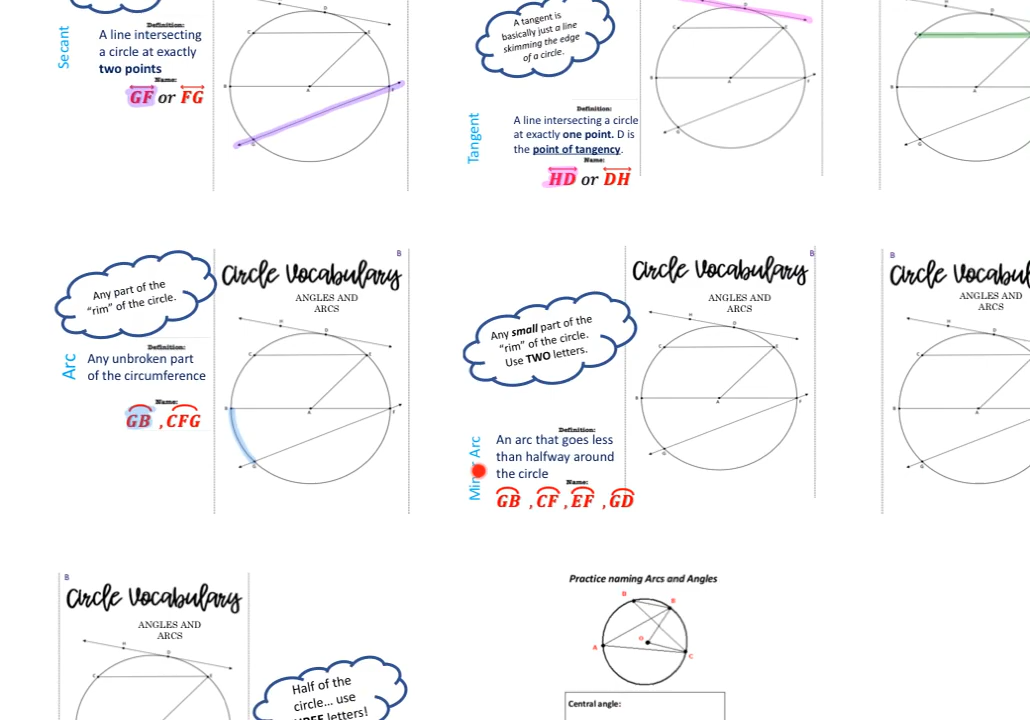 Secant
Definition:
A line intersecting
a circle at exactly
two points
Name:
GF or FG
D
C
E
B
A
F
G
A tangent is
basically just a line
skimming the edge
of a circle.
Tangent
Definition:
A line intersecting a circle
at exactly one point. D is
the point of tangency.
Name:
HD or DH
D
C
E
B
A
F
G
C
B
A
G
Any part of the
"rim" of the circle.
Arc
Definition:
Any unbroken part
of the circumference
Name:
GB , CFG
B
Circle Vocabulary
ANGLES AND
ARCS
H
D
C
E
B
A
F
G
Any small part of the
"rim" of the circle.
Use TWO letters.
Arc
Definition:
An arc that goes less
than halfway around
the circle
Name:
GB , CF , EF , GD
B
Circle Vocabulary
ANGLES AND
ARCS
H
D
C
E
B
A
F
G
B
ANGLES AND
ARCS
H
D
C
B
A
G
B
Circle Vocabulary
ANGLES AND
ARCS
H
D
C
E
Half of the
circle... use
letters!
Practice naming Arcs and Angles
A
O
C
Central angle: